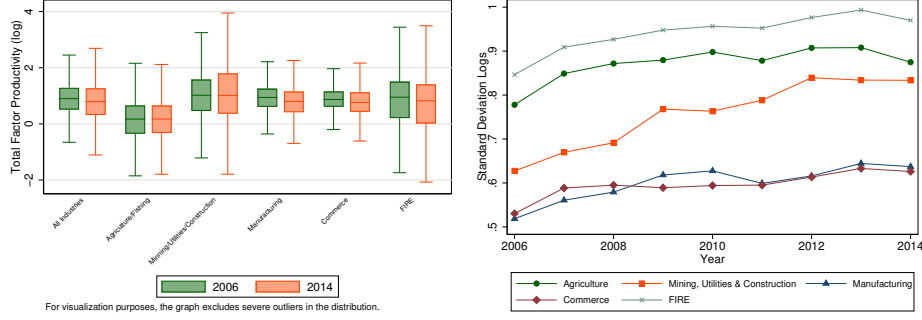 Total Factor Productivity (log)
4
2
0
−2
All Industries
Agriculture/Fishing
Minning/Utilities/Construction
Manufacturing
Commerce
FIRE
2006
2014
For visualization purposes, the graph excludes severe outliers in the distribution.
Standard Deviation Logs
1
.9
.8
.7
.6
.5
2006
2008
2010
2012
2014
Year
Agriculture
Mining, Utilities & Construction
Manufacturing
Commerce
FIRE